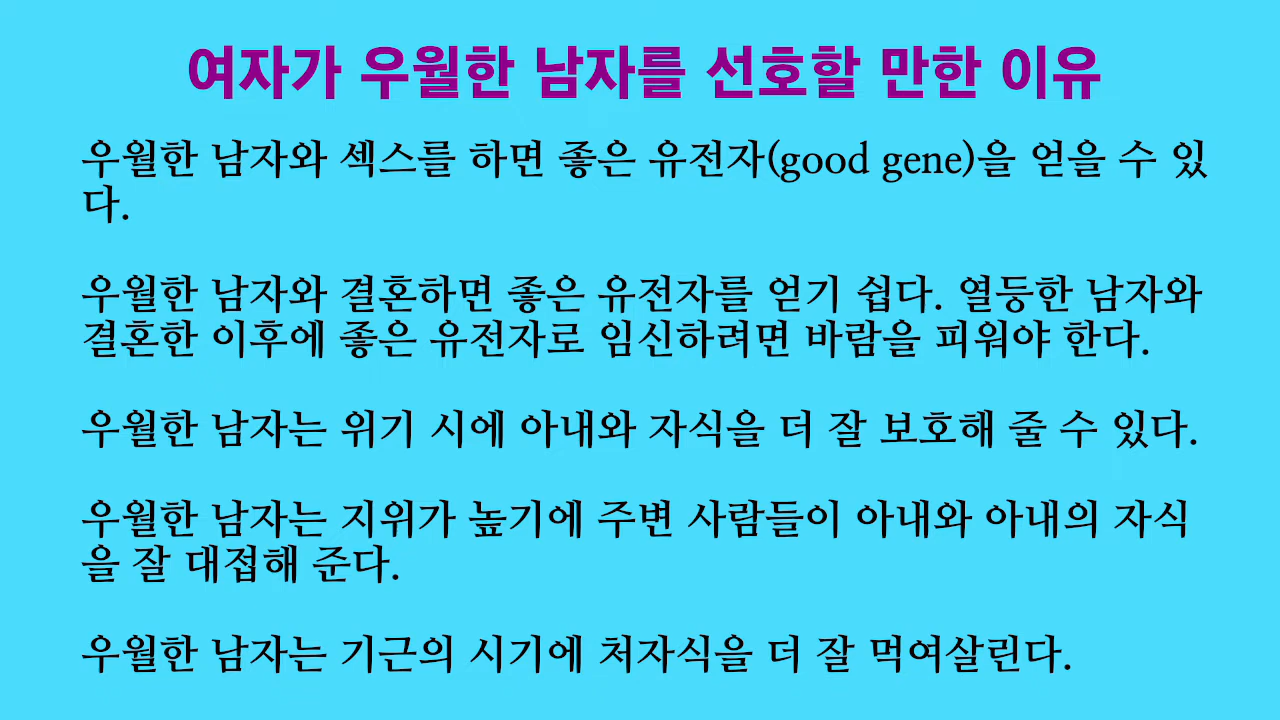 여자가 우월한 남자를 선호할 만한 이유
우월한 남자와 섹스를 하면 좋은 유전자(good gene)을 얻을 수 있
다.
우월한 남자와 결혼하면 좋은 유전자를 얻기 쉽다. 열등한 남자와
결혼한 이후에 좋은 유전자로 임신하려면 바람을 피워야 한다.
우월한 남자는 위기 시에 아내와 자식을 더 잘 보호해 줄 수 있다.
우월한 남자는 지위가 높기에 주변 사람들이 아내와 아내의 자식
을 잘 대접해 준다.
우월한 남자는 기근의 시기에 처자식을 더 잘 먹여살린다.